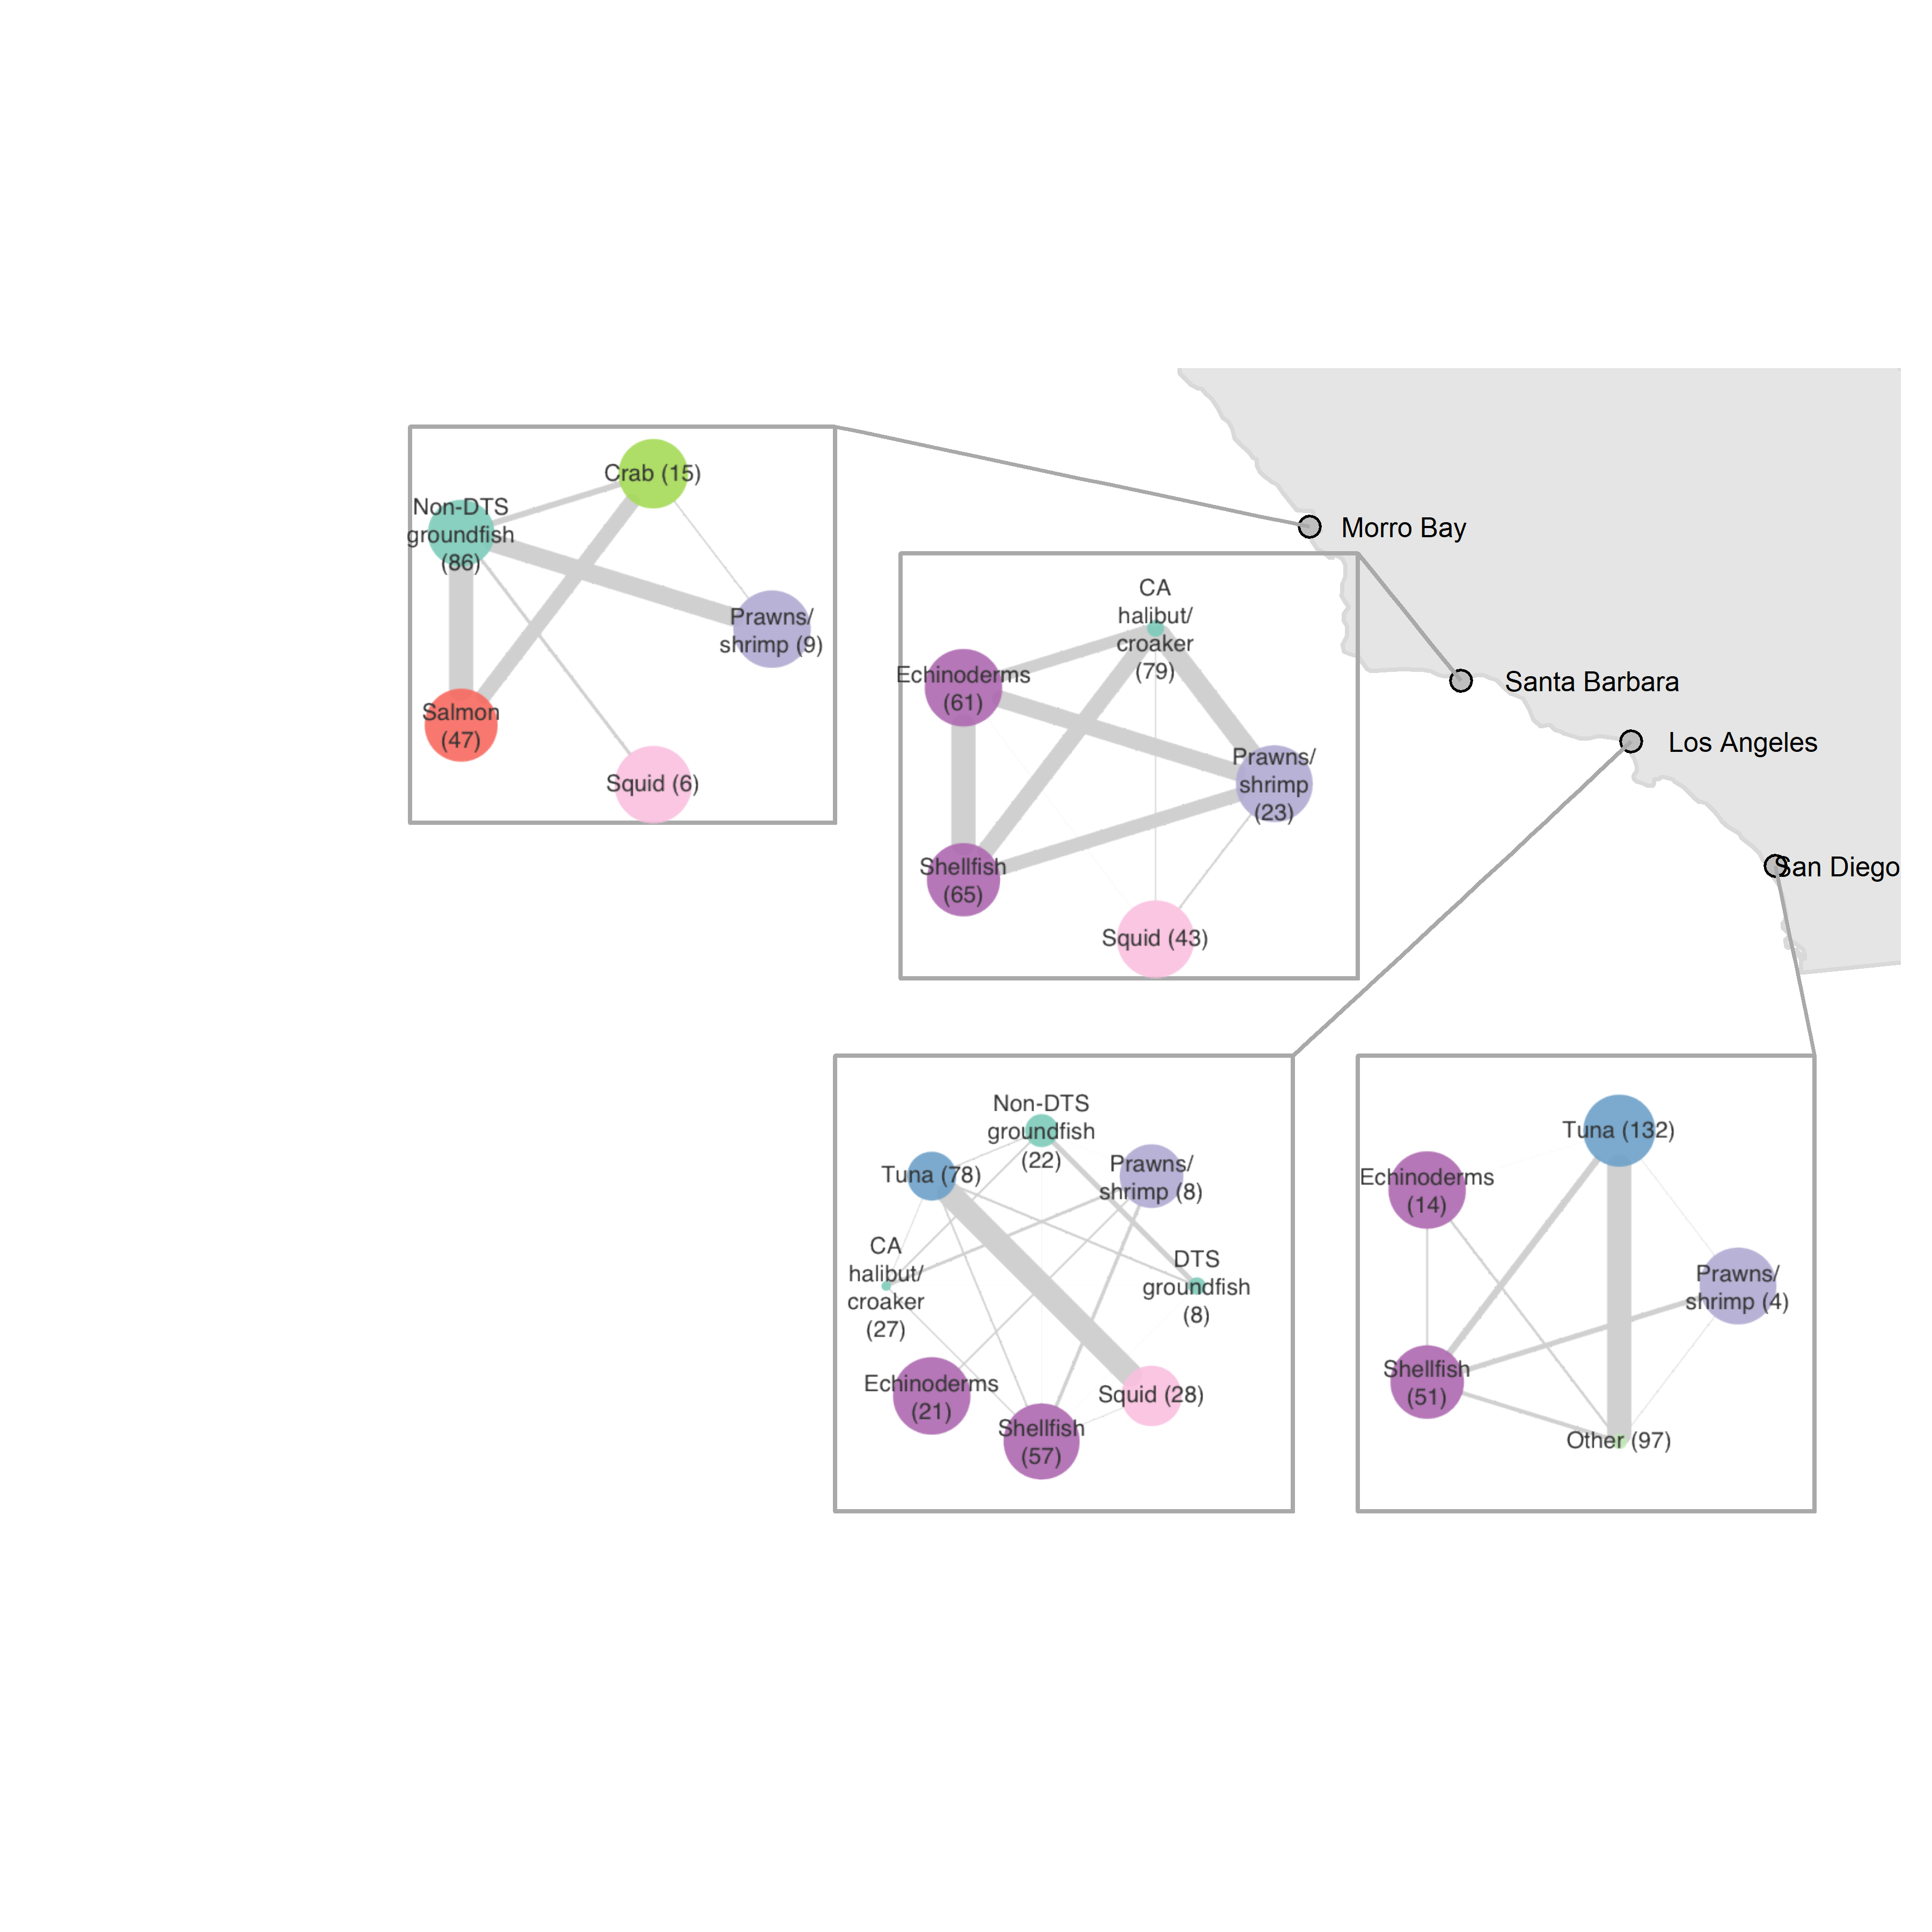 Morro Bay
Santa Barbara
Los Angeles
San Diego
Crab (15)
Non-DTS
groundfish
(86)
Prawns/
shrimp (9)
Salmon
(47)
Squid (6)
CA
halibut/
croaker
(79)
Echinoderms
(61)
Prawns/
shrimp
(23)
Shellfish
(65)
Squid (43)
Non-DTS
groundfish
(22)
Prawns/
shrimp (8)
Tuna (78)
CA
halibut/
croaker
(27)
DTS
groundfish
(8)
Echinoderms
(21)
Squid (28)
Shellfish
(57)
Tuna (132)
Echinoderms
(14)
Prawns/
shrimp (4)
Shellfish
(51)
Other (97)